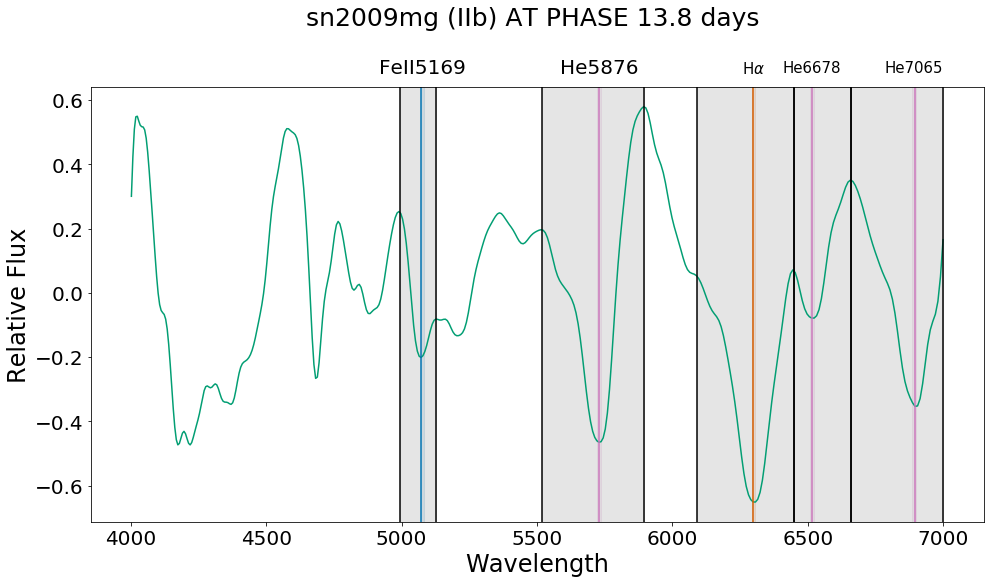 sn2009mg (IIb) AT PHASE 13.8 days
FeII5169 He5876 Hα He6678 He7065
0.6
0.4
0.2
0.0
−0.2
−0.4
−0.6
Relative Flux
4000 4500 5000 5500 6000 6500 7000
Wavelength